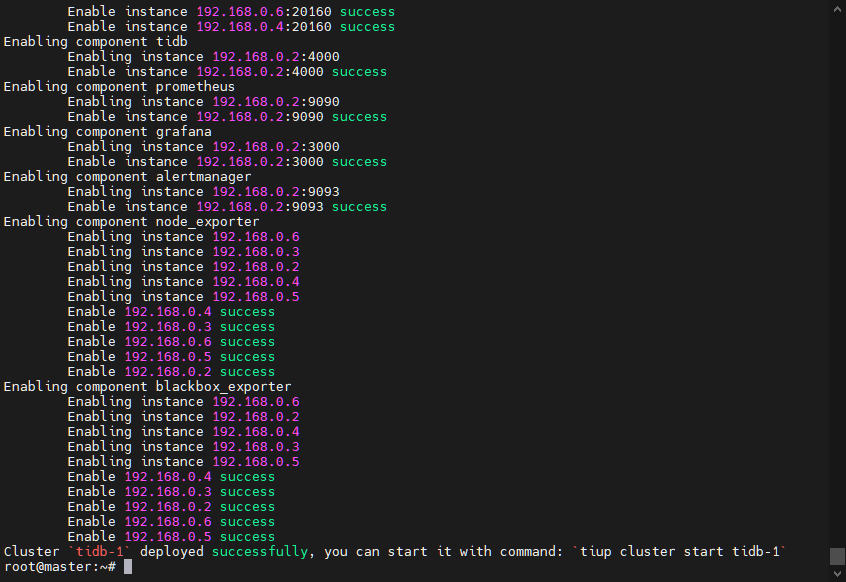 Enable instance 192.168.0.6:20160 success
Enable instance 192.168.0.4:20160 success
Enabling component tidb
Enabling instance 192.168.0.2:4000
Enable instance 192.168.0.2:4000 success
Enabling component prometheus
Enabling instance 192.168.0.2:9090
Enable instance 192.168.0.2:9090 success
Enabling component grafana
Enabling instance 192.168.0.2:3000
Enable instance 192.168.0.2:3000 success
Enabling component alertmanager
Enabling instance 192.168.0.2:9093
Enable instance 192.168.0.2:9093 success
Enabling component node_exporter
Enabling instance 192.168.0.6
Enabling instance 192.168.0.3
Enabling instance 192.168.0.2
Enabling instance 192.168.0.4
Enabling instance 192.168.0.5
Enable 192.168.0.4 success
Enable 192.168.0.3 success
Enable 192.168.0.6 success
Enable 192.168.0.5 success
Enable 192.168.0.2 success
Enabling component blackbox_exporter
Enabling instance 192.168.0.6
Enabling instance 192.168.0.2
Enabling instance 192.168.0.4
Enabling instance 192.168.0.3
Enabling instance 192.168.0.5
Enable 192.168.0.4 success
Enable 192.168.0.3 success
Enable 192.168.0.2 success
Enable 192.168.0.6 success
Enable 192.168.0.5 success
Cluster `tidb-1` deployed successfully, you can start it with command: `tiup cluster start tidb-1`
root@master:~#